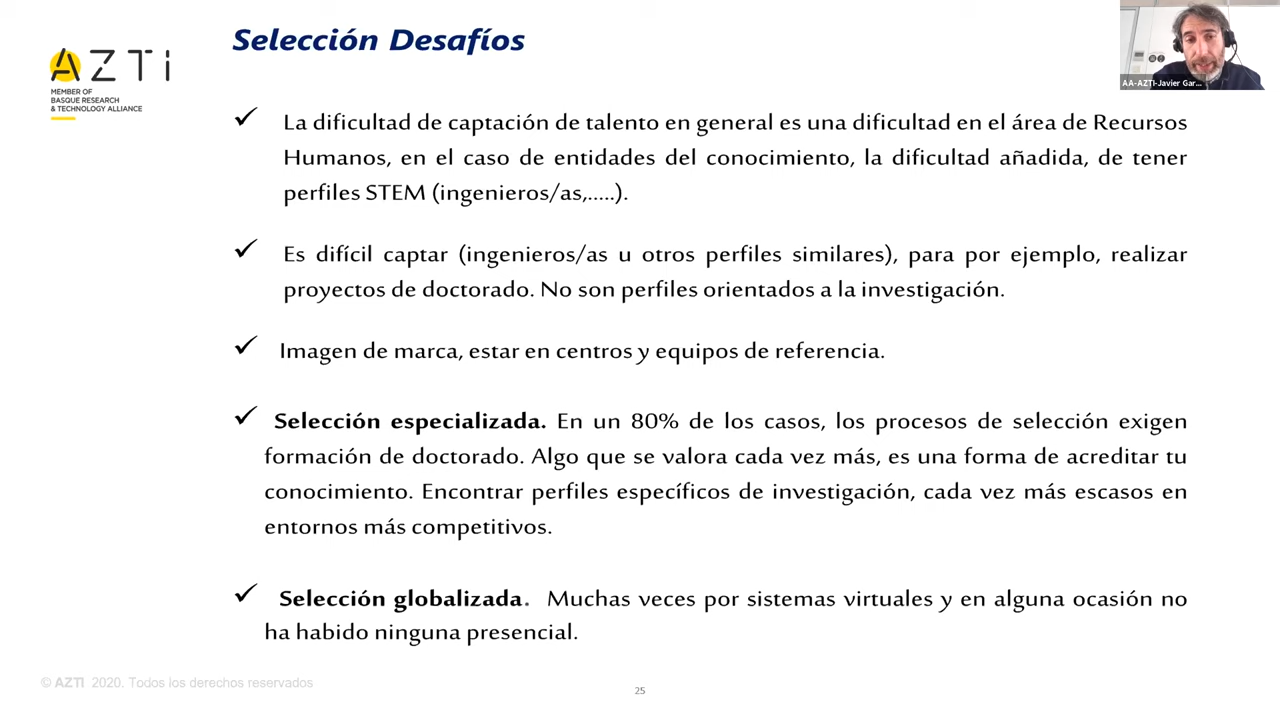 Selección Desafíos
AZTi
MEMBER OF
BASQUE RESEARCH
& TECHNOLOGY ALLIANCE
AA-AZTI-Javier Gar...
La dificultad de captación de talento en general es una dificultad en el área de Recursos
Humanos, en el caso de entidades del conocimiento, la dificultad añadida, de tener
perfiles STEM (ingenieros/as,.....).
Es difícil captar (ingenieros/as u otros perfiles similares), para por ejemplo, realizar
proyectos de doctorado. No son perfiles orientados a la investigación.
Imagen de marca, estar en centros y equipos de referencia.
Selección especializada. En un 80% de los casos, los procesos de selección exigen
formación de doctorado. Algo que se valora cada vez más, es una forma de acreditar tu
conocimiento. Encontrar perfiles específicos de investigación, cada vez más escasos en
entornos más competitivos.
Selección globalizada. Muchas veces por sistemas virtuales y en alguna ocasión no
ha habido ninguna presencial.
© AZTI 2020. Todos los derechos reservados
25